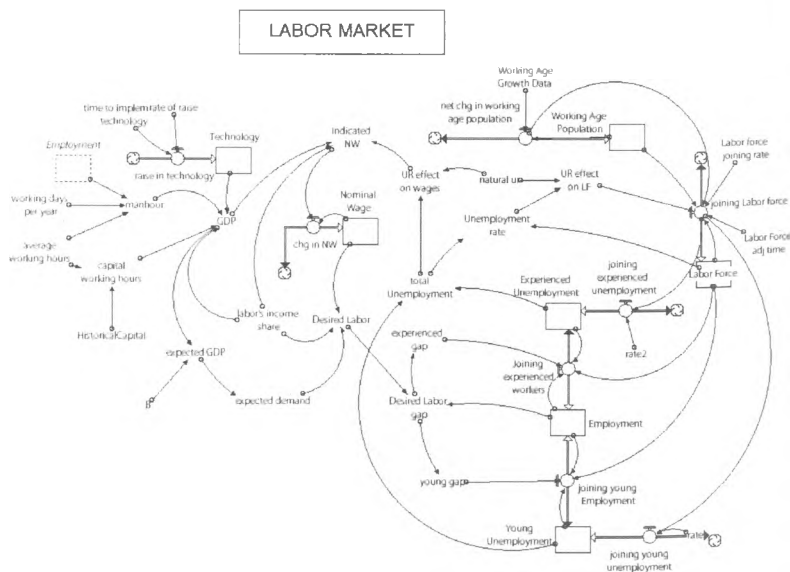 LABOR MARKET
Working Age
Growth Data
net chg in working
age population
Working Age
Population
time to implem
rate of raise
technology
technology
Employment
Technology
raise in technology
indicated
NW
UR effect
on wages
natural ur
UR effect
on LF
Labor force
joining rate
joining Labor force
working days
per year
manhour
GDP
Nominal
Wage
chg in NW
Unemployment
rate
Labor Force
adj time
average
working hours
capital
working hours
total
Unemployment
Experienced
Unemployment
joining
experienced
unemployment
Labor Force
HistoricalCapital
labor's income
share
Desired Labor
experienced
gap
rate2
expected GDP
Joining
experienced
workers
B
expected demand
Desired Labor
gap
Employment
young gap
joining young
Employment
Young
Unemployment
rate
joining young
unemployment